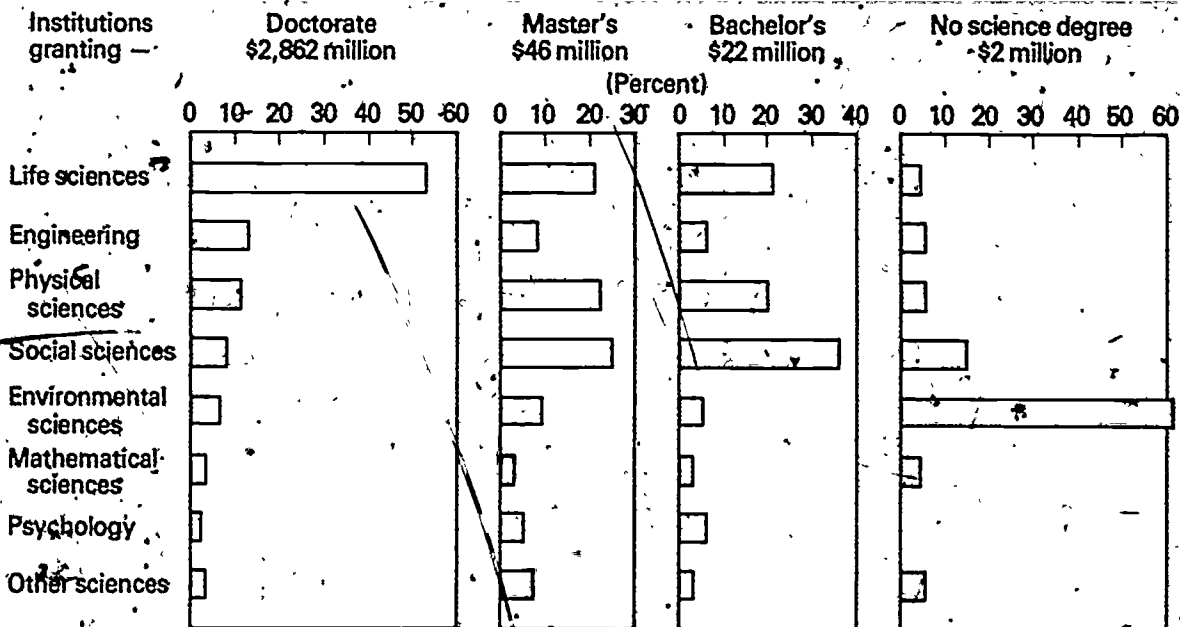 Institutions
granting —
Doctorate
$2,862 million
Master's
$46 million
Bachelor's
$22 million
No science degree
$2 million
(Percent)
0 10 20 30 40 50 60
0 10 20 30
0 10 20 30 40
0 10 20 30 40 50 60
Life sciences
Engineering
Physical
sciences
Social sciences
Environmental
sciences
Mathematical
sciences
Psychology
Other sciences